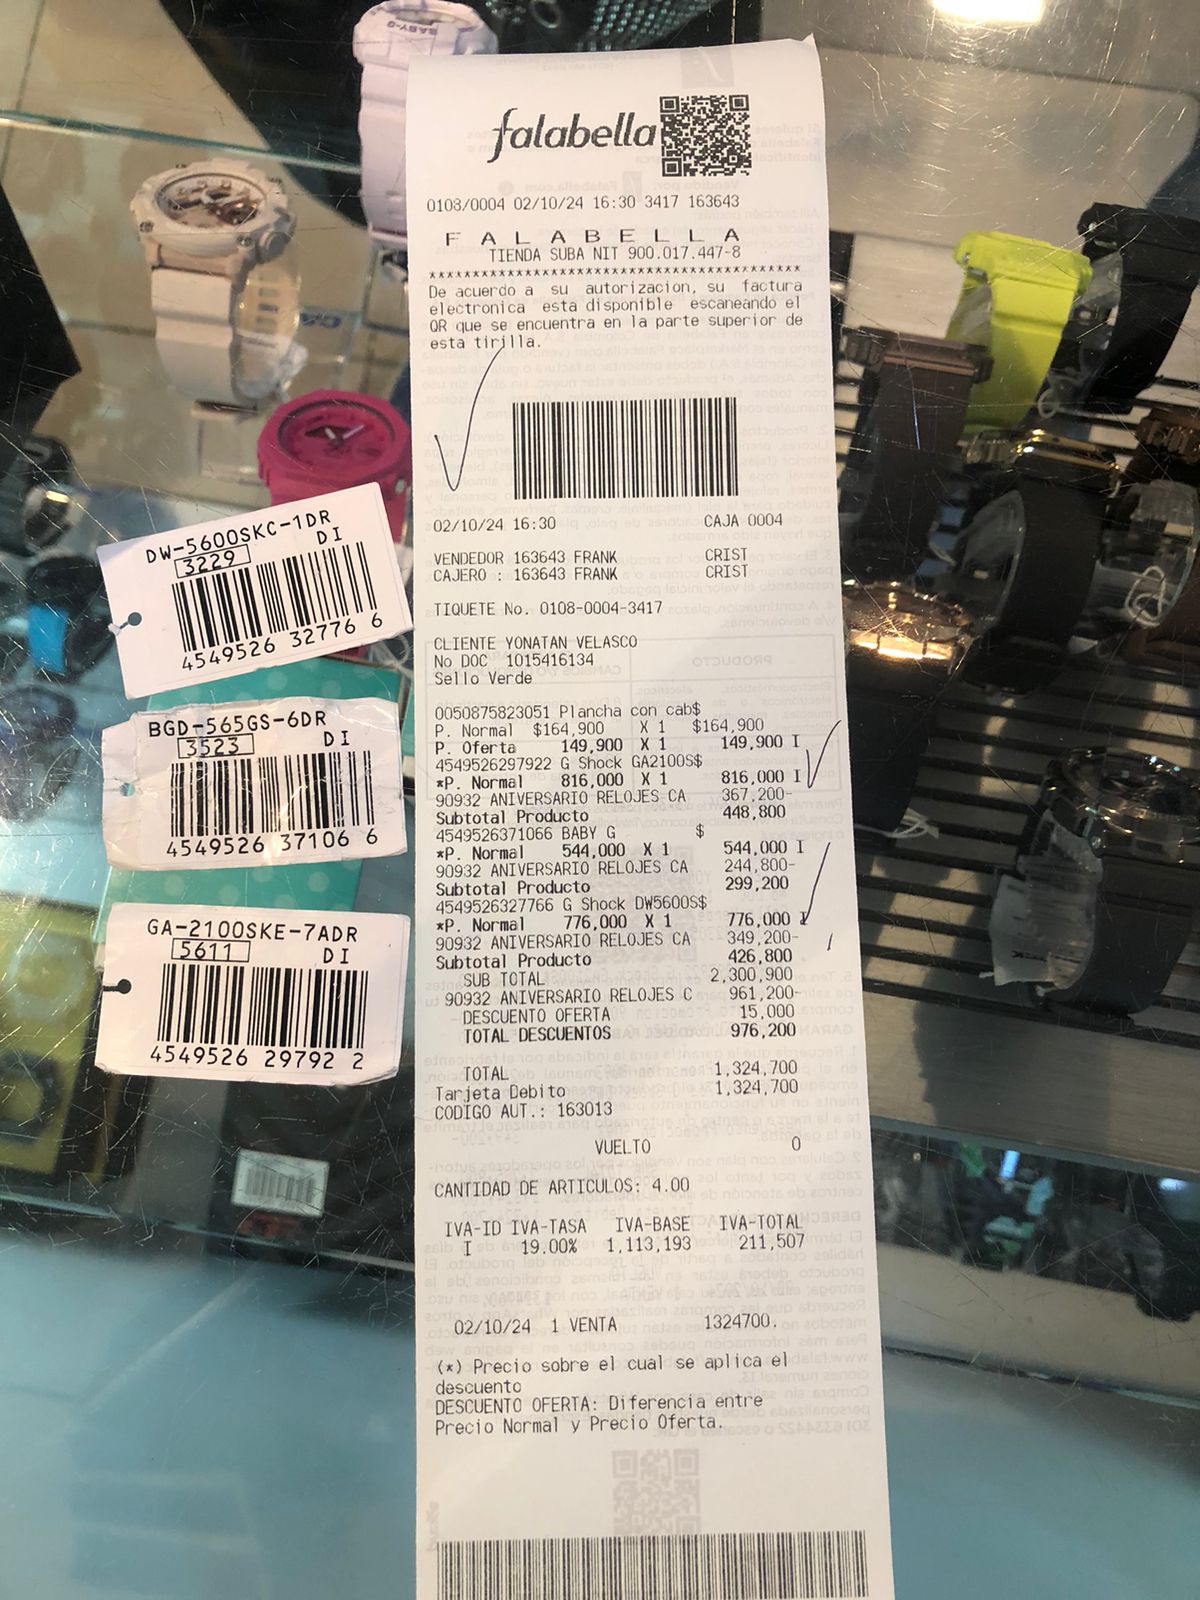 BABY-G
falabella
0108/0004 02/10/24 16:30 3417 163643
F A L A B E L L A
TIENDA SUBA NIT 900.017.447-8
******************************************
De acuerdo a su autorizacion, su factura
electronica esta disponible escaneando el
QR que se encuentra en la parte superior de
esta tirilla.
02/10/24 16:30 CAJA 0004
VENDEDOR 163643 FRANK CRIST
CAJERO : 163643 FRANK CRIST
TIQUETE No. 0108-0004-3417
CLIENTE YONATAN VELASCO
No DOC 1015416134
Sello Verde
0050875823051 Plancha con cab$
P. Normal $164,900 X 1 $164,900
P. Oferta 149,900 X 1 149,900 I
4549526297922 G Shock GA2100S$
*P. Normal 816,000 X 1 816,000 I
90932 ANIVERSARIO RELOJES CA 367,200-
Subtotal Producto 448,800
4549526371066 BABY G $
*P. Normal 544,000 X 1 544,000 I
90932 ANIVERSARIO RELOJES CA 244,800-
Subtotal Producto 299,200
4549526327766 G Shock DW5600S$
*P. Normal 776,000 X 1 776,000 I
90932 ANIVERSARIO RELOJES CA 349,200-
Subtotal Producto 426,800
SUB TOTAL 2,300,900
90932 ANIVERSARIO RELOJES C 961,200-
DESCUENTO OFERTA 15,000
TOTAL DESCUENTOS 976,200
TOTAL 1,324,700
Tarjeta Debito 1,324,700
CODIGO AUT.: 163013
VUELTO 0
CANTIDAD DE ARTICULOS: 4.00
IVA-ID IVA-TASA IVA-BASE IVA-TOTAL
I 19.00% 1,113,193 211,507
02/10/24 1 VENTA 1324700.
(*) Precio sobre el cual se aplica el
descuento
DESCUENTO OFERTA: Diferencia entre
Precio Normal y Precio Oferta.
DW-5600SKC-1DR
3229 DI
4549526 32776 6
BGD-565GS-6DR
3523 DI
4549526 37106 6
GA-2100SKE-7ADR
5611 DI
4549526 29792 2